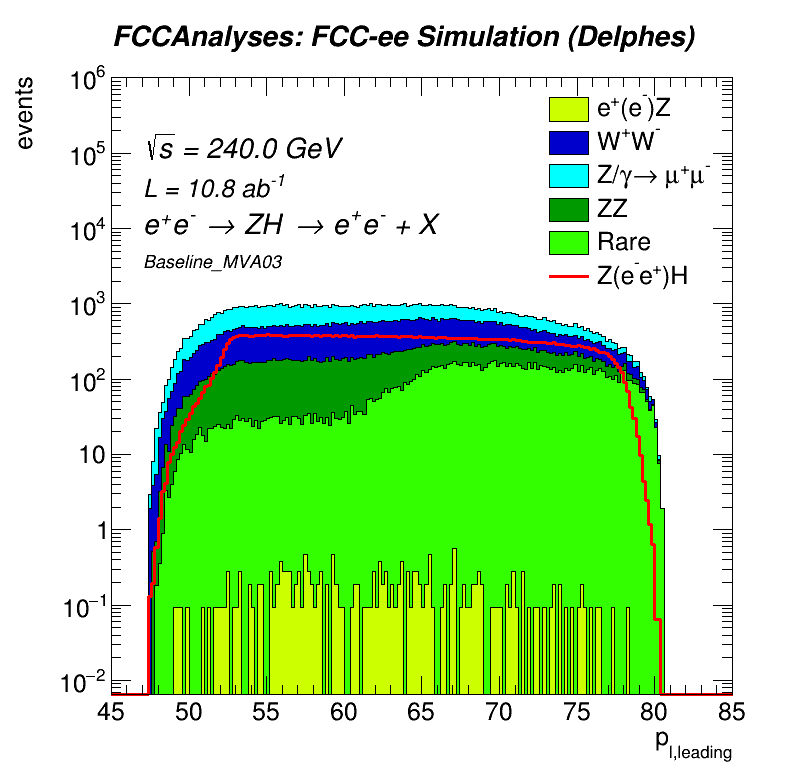 FCCAnalyses: FCC-ee Simulation (Delphes)
events
10⁶
10⁵
10⁴
10³
10²
10
1
10⁻¹
10⁻²
√s = 240.0 GeV
L = 10.8 ab⁻¹
e⁺e⁻ → ZH → e⁺e⁻ + X
Baseline_MVA03
e⁺(e⁻)Z
W⁺W⁻
Z/γ→ μ⁺μ⁻
ZZ
Rare
Z(e⁻e⁺)H
45 50 55 60 65 70 75 80 85
p_l,leading